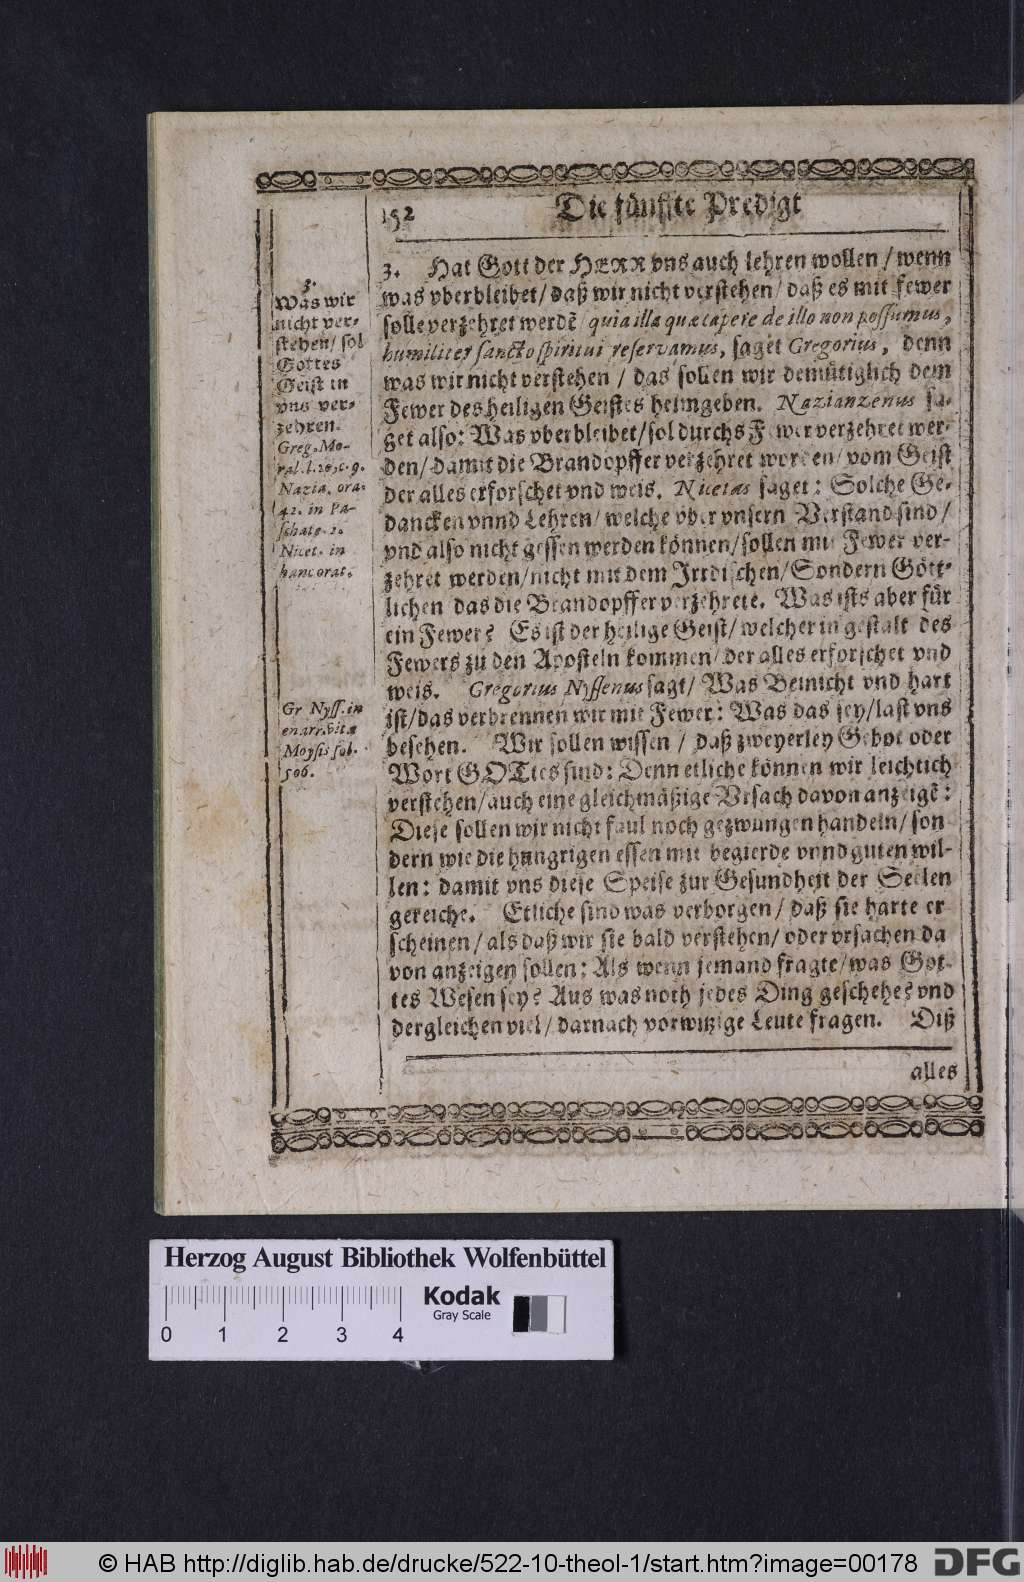 152
Die fünffte Predigt
3. Hat Gott der HERR vns auch lehren wollen / wenn
was vberbleibet / daß wir nicht verstehen / daß es mit fewer
solle verzehret werdẽ / quia illa quæ capere de illo non possumus,
humiliter sancto spiritui reservamus, saget Gregorius, denn
was wir nicht verstehen / das sollen wir demütiglich dem
Fewer des heiligen Geistes heimgeben. Nazianzenus sa-
get also: Was vberbleibet / sol durchs Fewer verzehret wer-
den / damit die Brandopffer verzehret worden / vom Geist
der alles erforschet vnd weis. Nicetas saget: Solche Ge-
dancken vnnd Lehren / welche vber vnsern Verstand sind /
vnd also nicht gessen werden können / sollen mit Fewer ver-
zehret werden / nicht mit dem Irrdischen / Sondern Gött-
lichen das die Brandopffer verzehrete. Was ists aber für
ein Fewer? Es ist der heilige Geist / welcher in gestalt des
Fewers zu den Aposteln kommen / der alles erforschet vnd
weis. Gregorius Nyssenus sagt / Was Beinicht vnd hart
ist / das verbrennen wir mit Fewer: Was das sey / last vns
besehen. Wir sollen wissen / daß zweyerley Gebot oder
Wort GOTtes sind: Denn etliche können wir leichtich
verstehen / auch eine gleichmäßige Vrsach davon anzeigẽ:
Diese sollen wir nicht faul noch gezwungen handeln / son
dern wie die hungrigen essen mit begierde vnnd guten wil-
len: damit vns diese Speise zur Gesundheit der Seelen
gereiche. Etliche sind was verborgen / daß sie harte er
scheinen / als daß wir sie bald verstehen / oder vrsachen da
von anzeigen sollen: Als wenn jemand fragte / was Got-
tes Wesen sey? Aus was noth jedes Ding geschehe? vnd
dergleichen viel / darnach vorwitzige Leute fragen. Diß
alles
3.
Was wir
nicht ver-
stehen / sol
Gottes
Geist in
vns ver-
zehren.
Greg. Mo-
ral. l. 20, c. 9.
Nazia. ora-
42. in Pa-
schate. 2.
Nicet. in
hanc orat.
Gr Nyss. in
enarr. vitæ
Moysis fol.
506.
Herzog August Bibliothek Wolfenbüttel
Kodak
Gray Scale
0 1 2 3 4
© HAB http://diglib.hab.de/drucke/522-10-theol-1/start.htm?image=00178
DFG